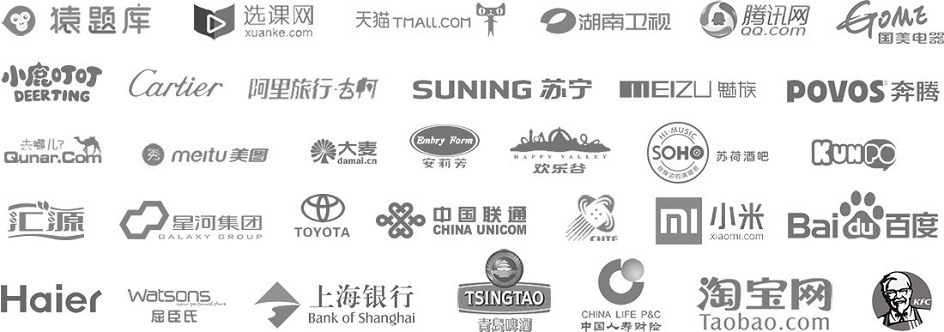 猿题库
选课网
xuanke.com
天猫 TMALL.COM
湖南卫视
腾讯网
QQ.com
GOME
国美电器
小鹿叮叮
DEERTING
Cartier
阿里旅行·去啊
SUNING 苏宁
MEIZU 魅族
POVOS 奔腾
去哪儿?
Qunar.Com
秀 meitu 美图
大麦
damai.cn
Embry Form
安莉芳
HAPPY VALLEY
欢乐谷
HI-MUSIC
SOHO
苏荷酒吧
KUNPO
汇源
星河集团
GALAXY GROUP
TOYOTA
中国联通
CHINA UNICOM
CHTF
mi 小米
xiaomi.com
Bai du 百度
Haier
watsons
your personal store
屈臣氏
上海银行
Bank of Shanghai
TSINGTAO
青岛啤酒
CHINA LIFE P&C
中国人寿财险
淘宝网
Taobao.com
KFC